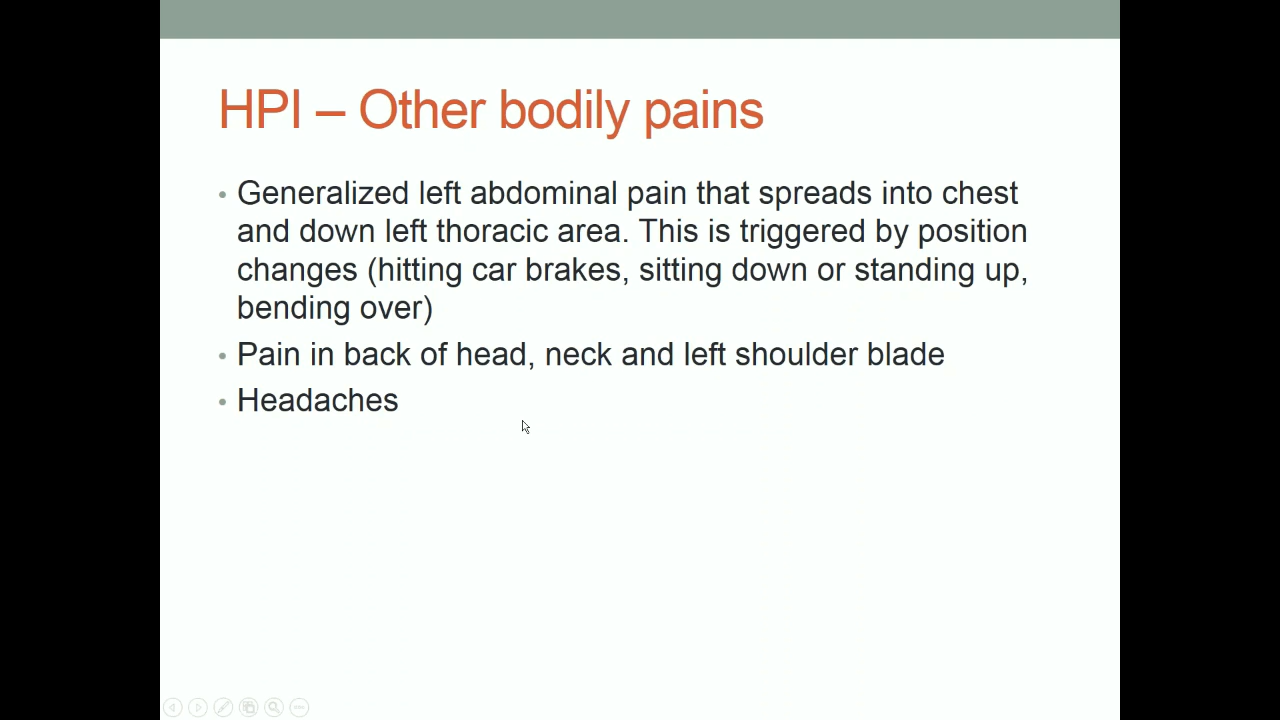 HPI – Other bodily pains
• Generalized left abdominal pain that spreads into chest
and down left thoracic area. This is triggered by position
changes (hitting car brakes, sitting down or standing up,
bending over)
• Pain in back of head, neck and left shoulder blade
• Headaches